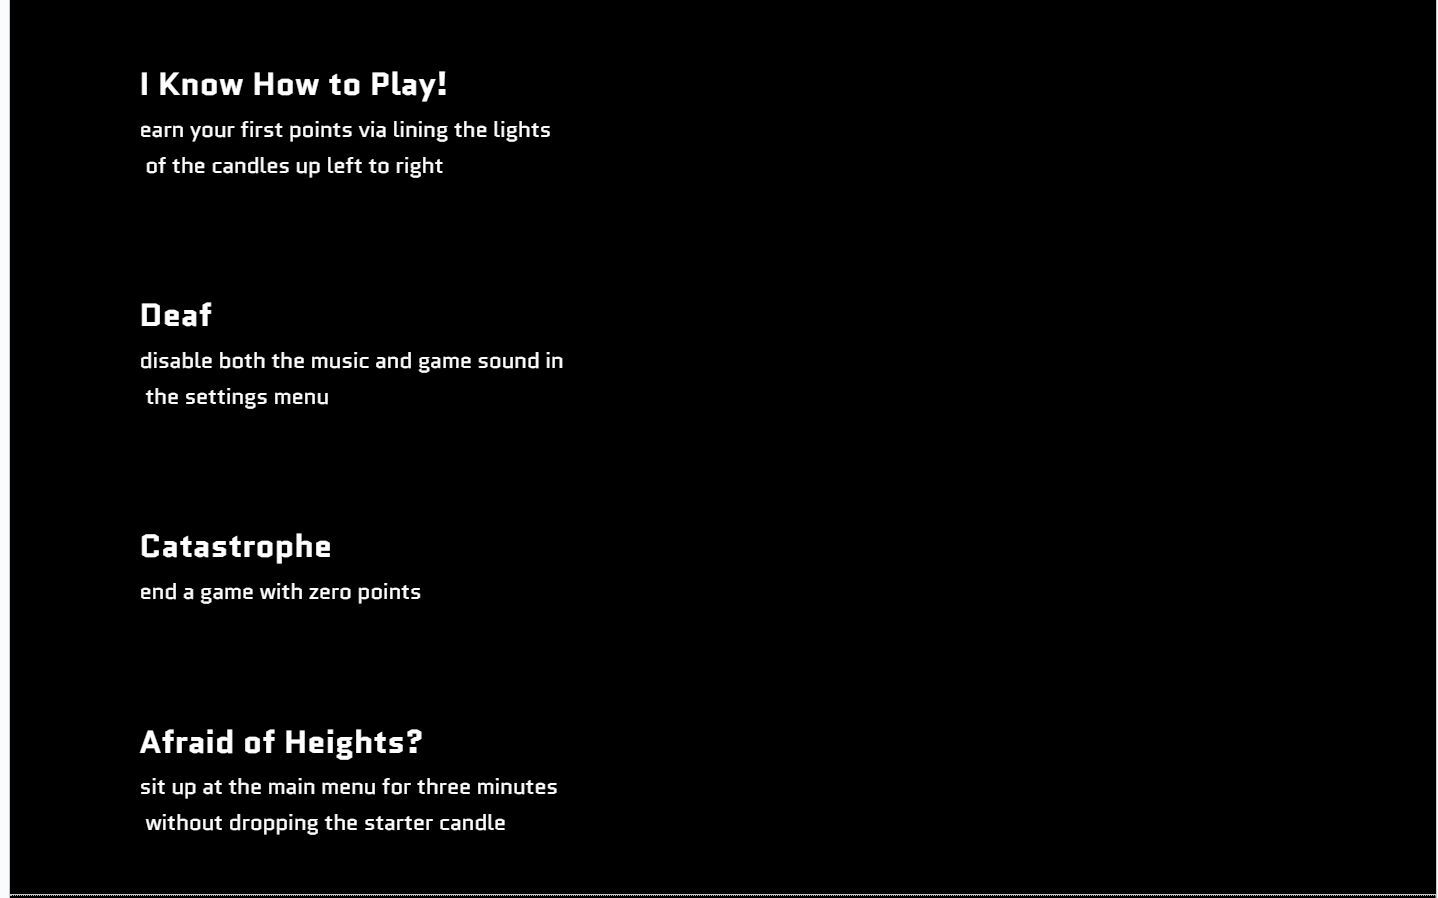 I Know How to Play!
earn your first points via lining the lights
of the candles up left to right
Deaf
disable both the music and game sound in
the settings menu
Catastrophe
end a game with zero points
Afraid of Heights?
sit up at the main menu for three minutes
without dropping the starter candle